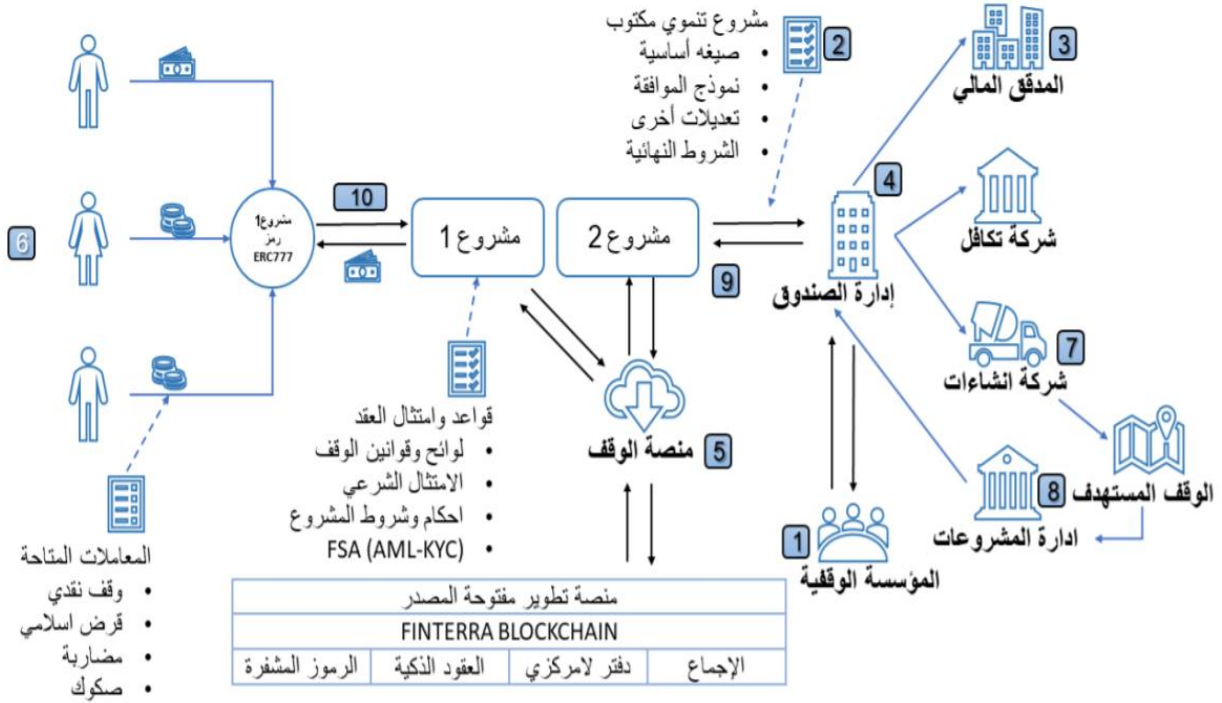 مشروع تنموي مكتوب
2
• صيغه أساسية
• نموذج الموافقة
• تعديلات أخرى
• الشروط النهائية
3
المدقق المالي
4
إدارة الصندوق
شركة تكافل
7
شركة انشاءات
الوقف المستهدف
8
ادارة المشروعات
1
المؤسسة الوقفية
9
مشروع 2
مشروع 1
10
مشروع1
رمز
ERC777
6
5
منصة الوقف
قواعد وامتثال العقد
• لوائح وقوانين الوقف
• الامتثال الشرعي
• احكام وشروط المشروع
• FSA (AML-KYC)
المعاملات المتاحة
• وقف نقدي
• قرض اسلامي
• مضاربة
• صكوك
منصة تطوير مفتوحة المصدر
FINTERRA BLOCKCHAIN
الإجماع
دفتر لامركزي
العقود الذكية
الرموز المشفرة